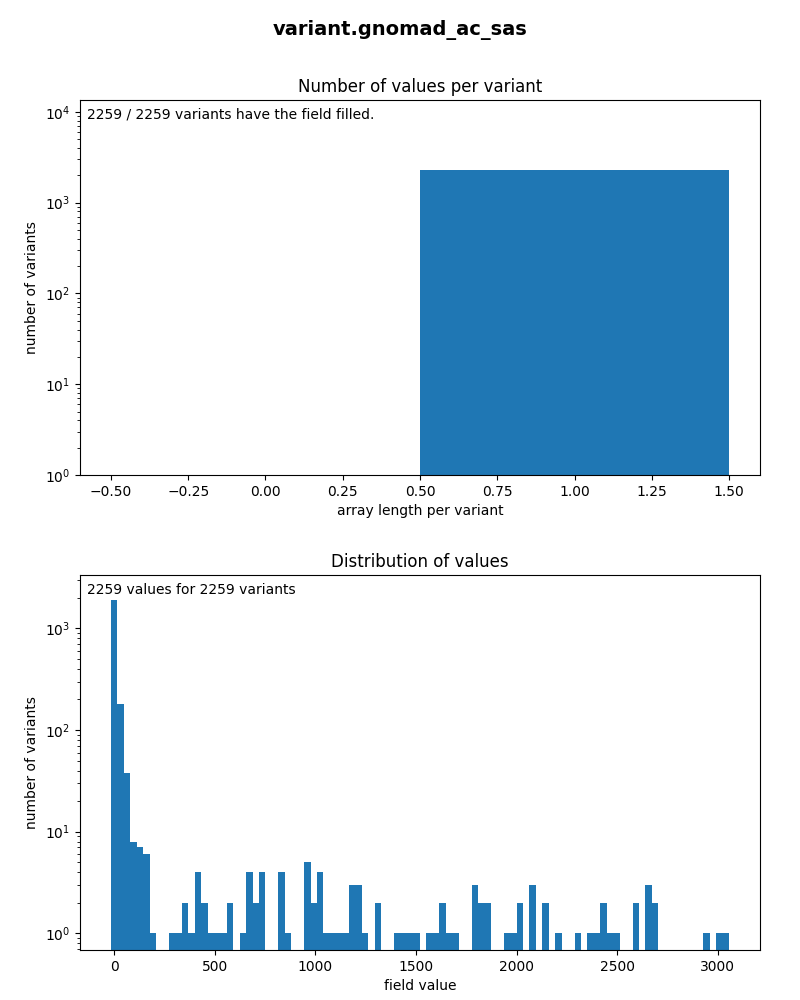 variant.gnomad_ac_sas
Number of values per variant
2259 / 2259 variants have the field filled.
10⁴
10³
10²
10¹
10⁰
number of variants
−0.50 −0.25 0.00 0.25 0.50 0.75 1.00 1.25 1.50
array length per variant
Distribution of values
2259 values for 2259 variants
10³
10²
10¹
10⁰
number of variants
0 500 1000 1500 2000 2500 3000
field value